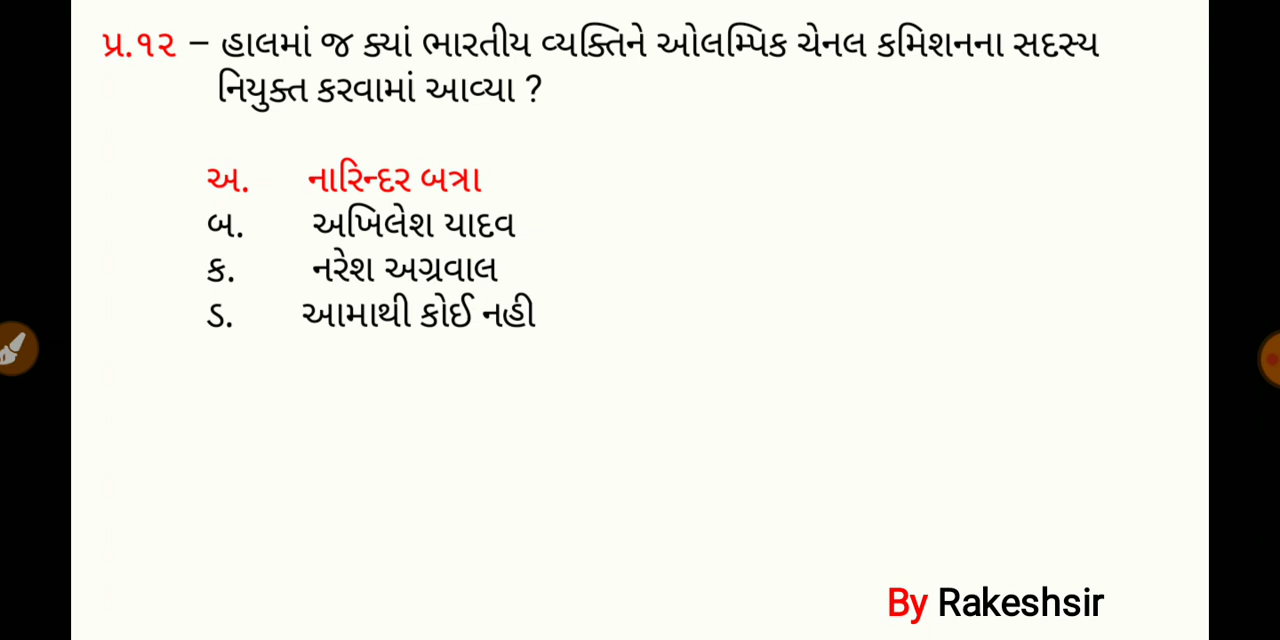 પ્ર.૧૨ – હાલમાં જ ક્યાં ભારતીય વ્યક્તિને ઓલમ્પિક ચેનલ કમિશનના સદસ્ય
નિયુક્ત કરવામાં આવ્યા ?
અ. નારિન્દર બત્રા
બ. અખિલેશ યાદવ
ક. નરેશ અગ્રવાલ
ડ. આમાથી કોઈ નહી
By Rakeshsir